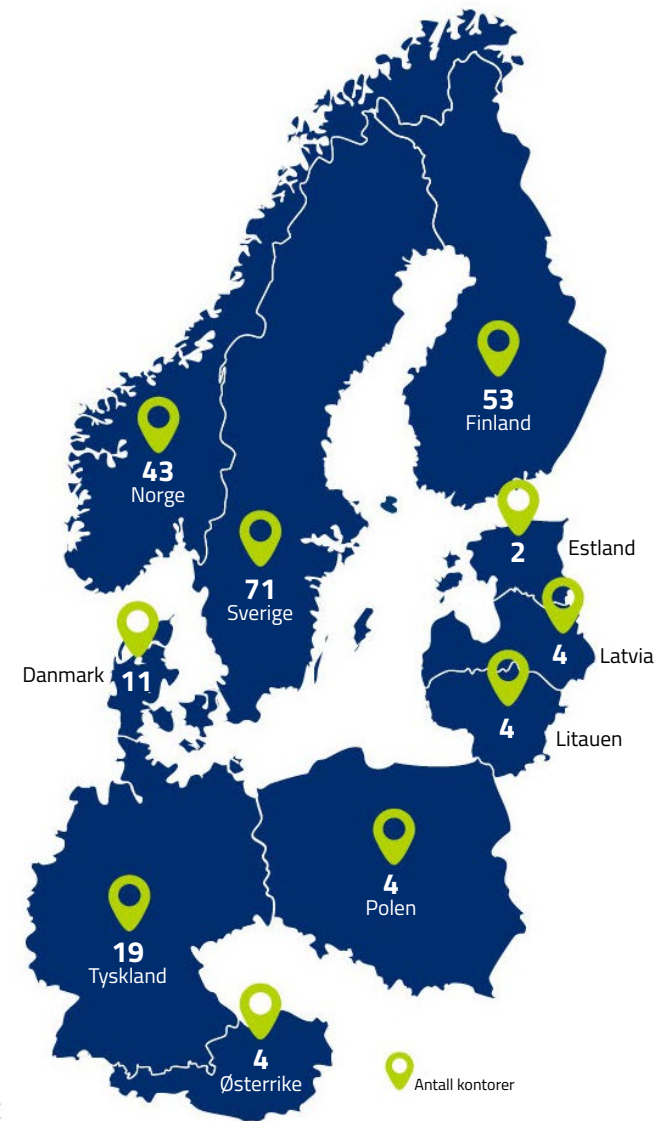 53
Finland
43
Norge
2
Estland
71
Sverige
4
Latvia
Danmark
11
4
Litauen
4
Polen
19
Tyskland
4
Østerrike
Antall kontorer